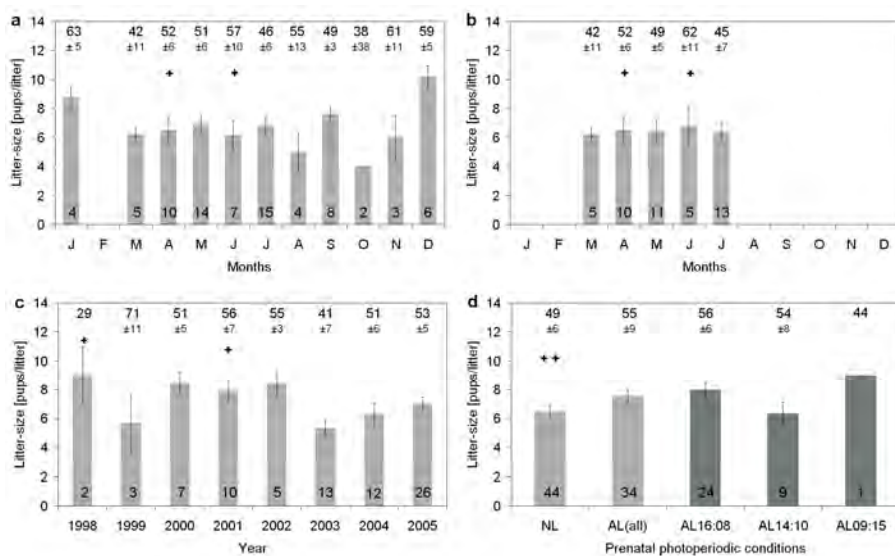 a
63 42 52 51 57 46 55 49 38 61 59
±5 ±11 ±6 ±6 ±10 ±6 ±13 ±3 ±38 ±11 ±5
+ +
14
12
10
8
6
4
2
0
Litter-size [pups/litter]
4 5 10 14 7 15 4 8 2 3 6
J F M A M J J A S O N D
Months
b
42 52 49 62 45
±11 ±6 ±5 ±11 ±7
+ +
14
12
10
8
6
4
2
0
Litter-size [pups/litter]
5 10 11 5 13
J F M A M J J A S O N D
Months
c
29 71 51 56 55 41 51 53
±11 ±5 ±7 ±3 ±7 ±6 ±5
+ +
14
12
10
8
6
4
2
0
Litter-size [pups/litter]
2 3 7 10 5 13 12 26
1998 1999 2000 2001 2002 2003 2004 2005
Year
d
49 55 56 54 44
±6 ±9 ±6 ±8
++
14
12
10
8
6
4
2
0
Litter-size [pups/litter]
44 34 24 9 1
NL AL(all) AL16:08 AL14:10 AL09:15
Prenatal photoperiodic conditions